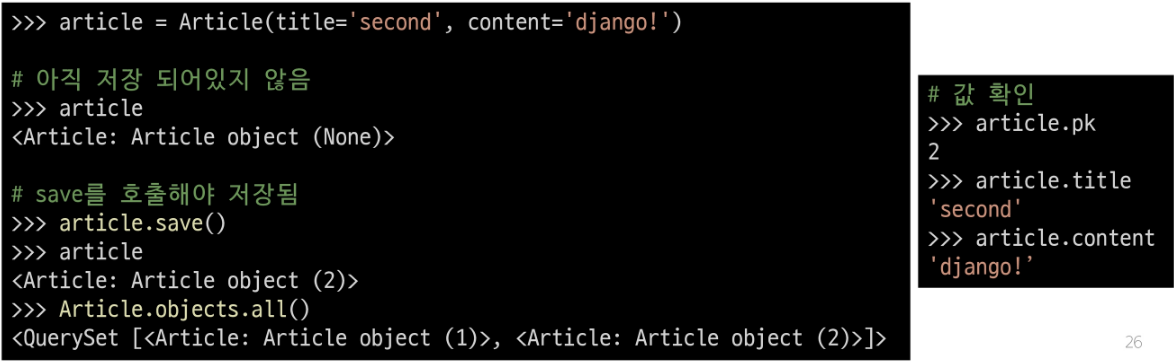 >>> article = Article(title='second', content='django!')
# 아직 저장 되어있지 않음
>>> article
<Article: Article object (None)>
# save를 호출해야 저장됨
>>> article.save()
>>> article
<Article: Article object (2)>
>>> Article.objects.all()
<QuerySet [<Article: Article object (1)>, <Article: Article object (2)>]>
# 값 확인
>>> article.pk
2
>>> article.title
'second'
>>> article.content
'django!’
26